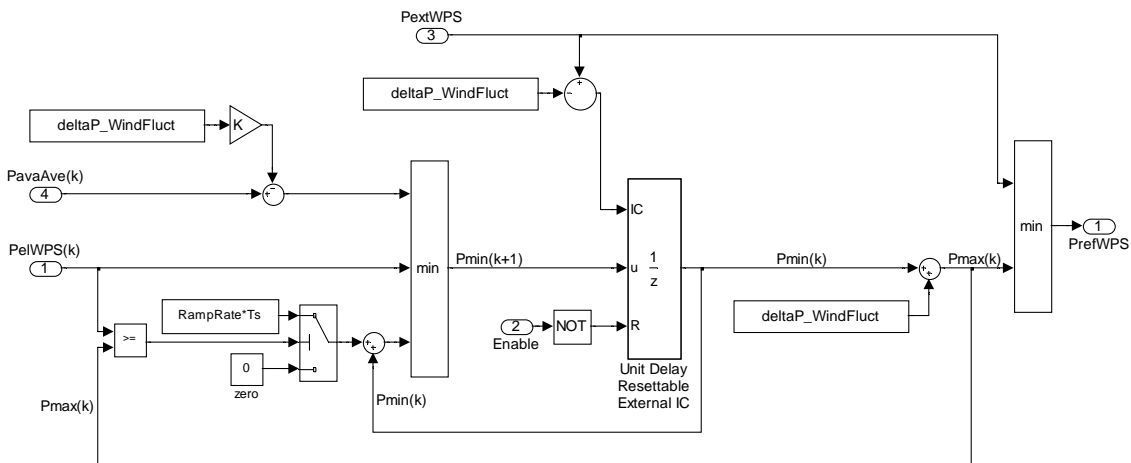 PextWPS
3
deltaP_WindFluct
+
-
deltaP_WindFluct
K
PavaAve(k)
4
-
+
min
IC
u
1
z
R
Unit Delay
Resettable
External IC
PelWPS(k)
1
Pmin(k+1)
Pmin(k)
+
+
Pmax(k)
min
1
PrefWPS
RampRate*Ts
>=
0
zero
+
+
2
Enable
NOT
deltaP_WindFluct
Pmin(k)
Pmax(k)